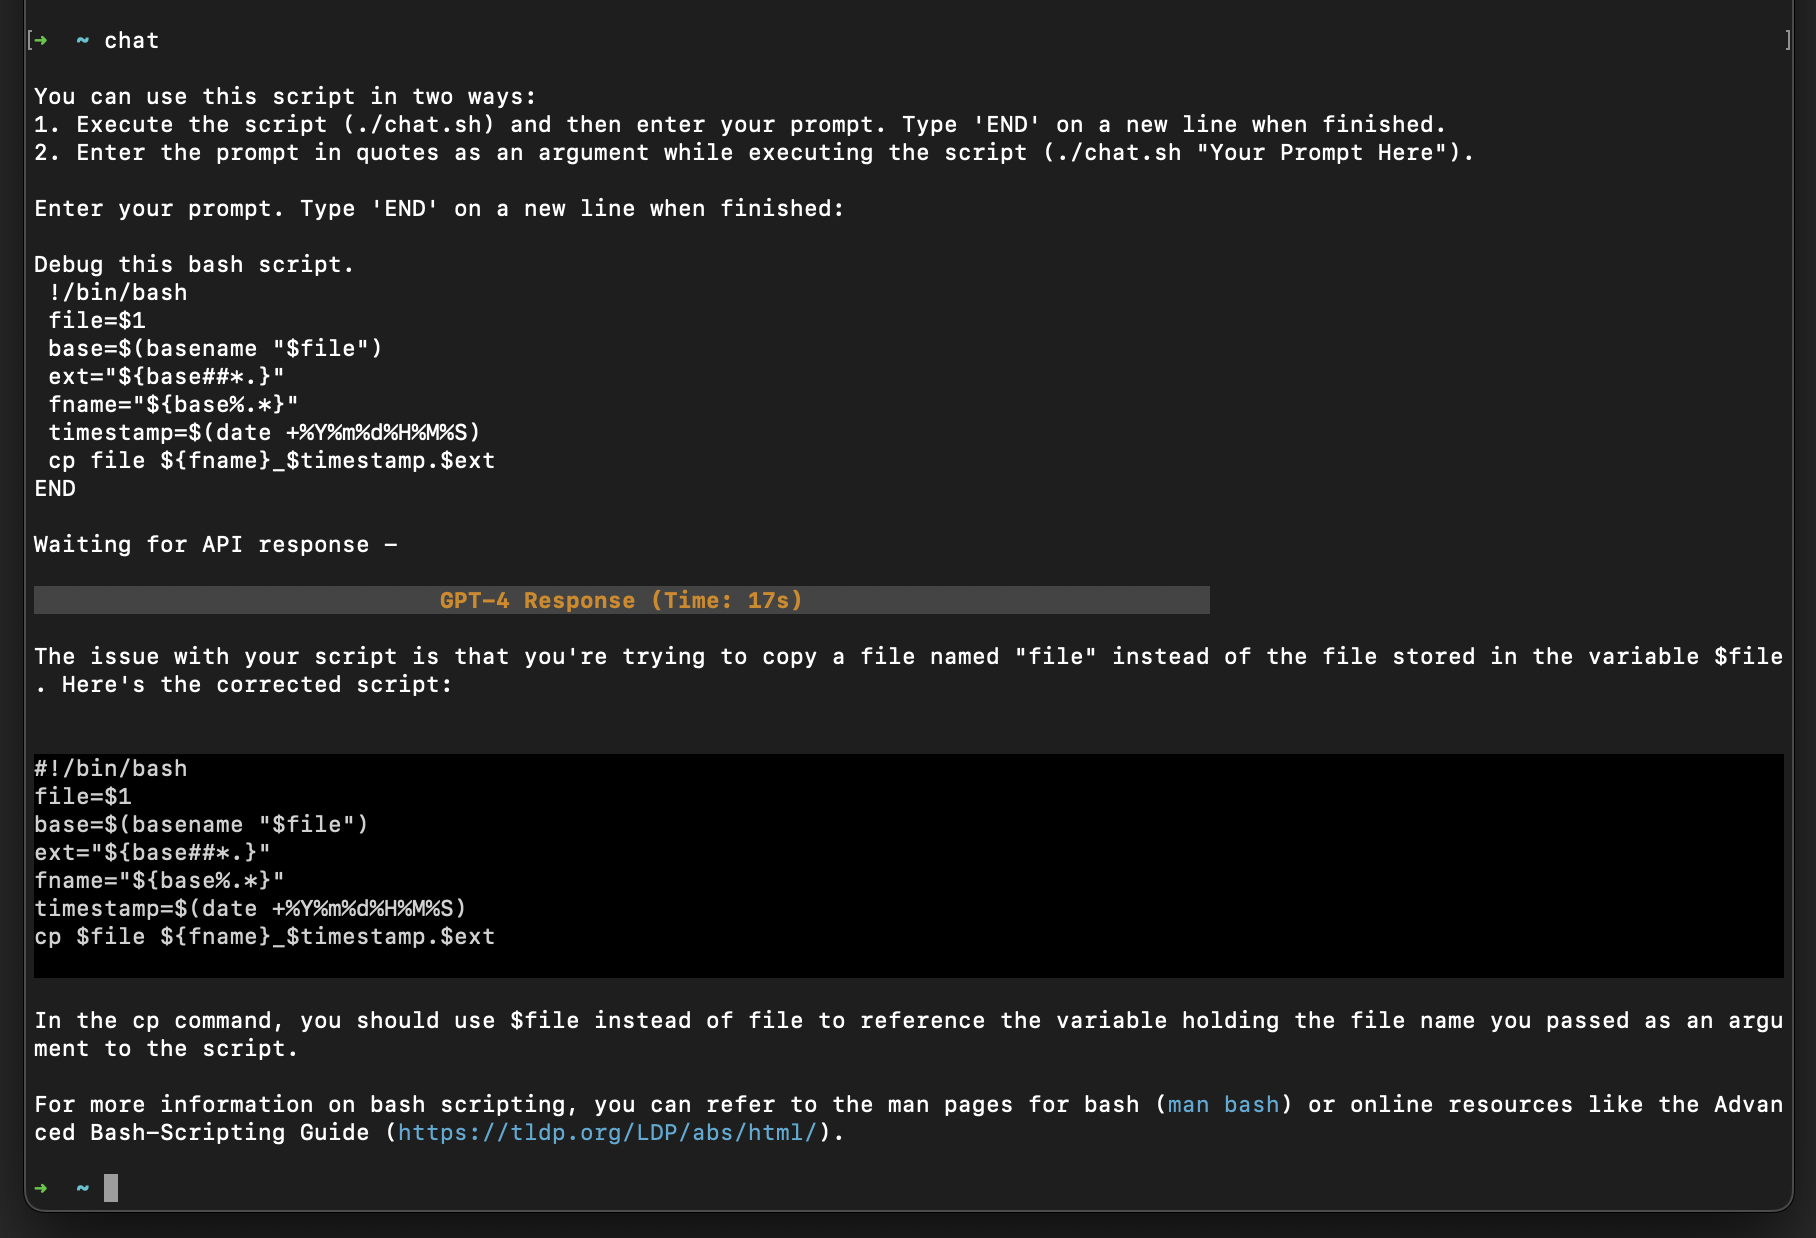 [➜ ~ chat ]
You can use this script in two ways:
1. Execute the script (./chat.sh) and then enter your prompt. Type 'END' on a new line when finished.
2. Enter the prompt in quotes as an argument while executing the script (./chat.sh "Your Prompt Here").
Enter your prompt. Type 'END' on a new line when finished:
Debug this bash script.
!/bin/bash
file=$1
base=$(basename "$file")
ext="${base##*.}"
fname="${base%.*}"
timestamp=$(date +%Y%m%d%H%M%S)
cp file ${fname}_$timestamp.$ext
END
Waiting for API response —
GPT-4 Response (Time: 17s)
The issue with your script is that you're trying to copy a file named "file" instead of the file stored in the variable $file
. Here's the corrected script:
#!/bin/bash
file=$1
base=$(basename "$file")
ext="${base##*.}"
fname="${base%.*}"
timestamp=$(date +%Y%m%d%H%M%S)
cp $file ${fname}_$timestamp.$ext
In the cp command, you should use $file instead of file to reference the variable holding the file name you passed as an argu
ment to the script.
For more information on bash scripting, you can refer to the man pages for bash (man bash) or online resources like the Advan
ced Bash-Scripting Guide (https://tldp.org/LDP/abs/html/).
➜ ~